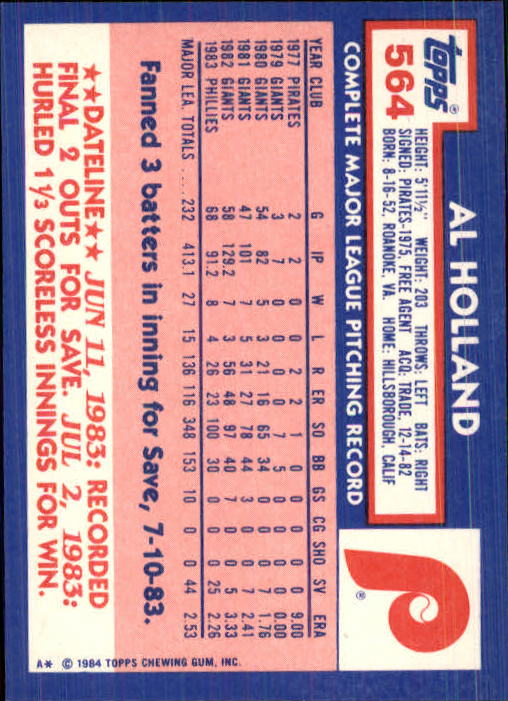 topps®
564
AL HOLLAND
HEIGHT: 5'11½" WEIGHT: 203 THROWS: LEFT BATS: RIGHT
SIGNED: PIRATES-1975, FREE AGENT ACQ: TRADE, 12-14-82
BORN: 8-16-52, ROANOKE, VA. HOME: HILLSBOROUGH, CALIF
COMPLETE MAJOR LEAGUE PITCHING RECORD
P ®
YEAR CLUB G IP W L R ER SO BB GS CG SHO SV ERA
1977 PIRATES 2 2 0 0 2 2 1 0 0 0 0 0 9.00
1979 GIANTS 3 7 0 0 0 0 7 5 0 0 0 0 0.00
1980 GIANTS 54 82 5 3 21 16 65 34 0 0 0 7 1.76
1981 GIANTS 47 101 7 5 31 27 78 44 3 0 0 7 2.41
1982 GIANTS 58 129.2 7 3 56 48 97 40 7 0 0 5 3.33
1983 PHILLIES 68 91.2 8 4 26 23 100 30 0 0 0 25 2.26
MAJOR LEA. TOTALS .... 232 413.1 27 15 136 116 348 153 10 0 0 44 2.53
Fanned 3 batters in inning for Save, 7-10-83.
★★DATELINE★★ JUN 11, 1983: RECORDED
FINAL 2 OUTS FOR SAVE. JUL 2, 1983:
HURLED 1⅓ SCORELESS INNINGS FOR WIN.
A* © 1984 TOPPS CHEWING GUM, INC.